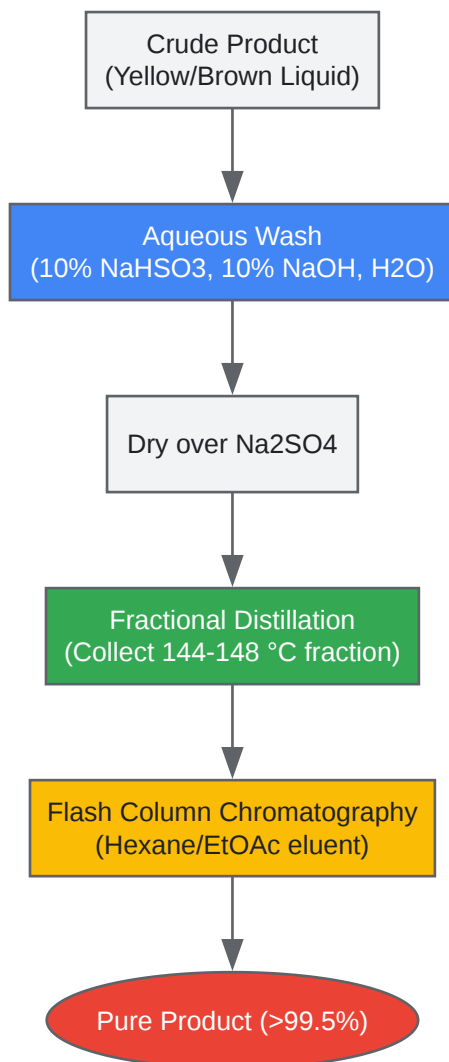 Crude Product
(Yellow/Brown Liquid)
Aqueous Wash
(10% NaHSO3, 10% NaOH, H2O)
Dry over Na2SO4
Fractional Distillation
(Collect 144-148 °C fraction)
Flash Column Chromatography
(Hexane/EtOAc eluent)
Pure Product (>99.5%)